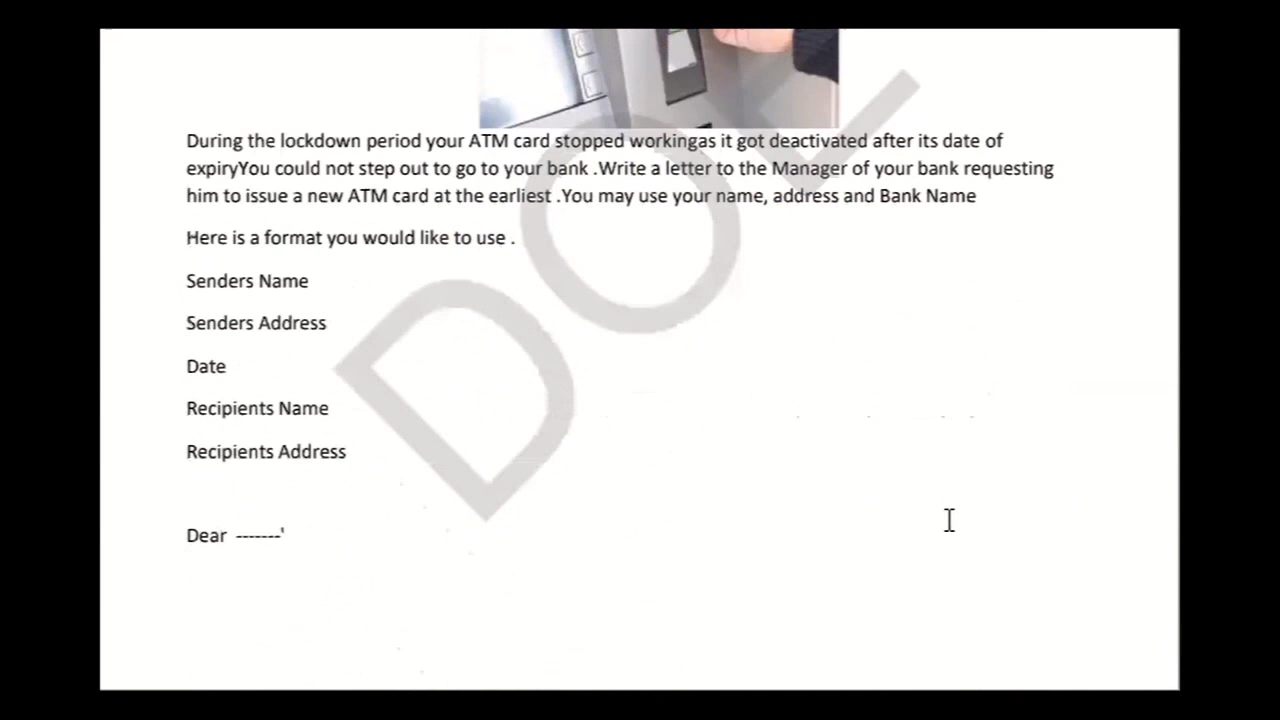 During the lockdown period your ATM card stopped workingas it got deactivated after its date of
expiryYou could not step out to go to your bank .Write a letter to the Manager of your bank requesting
him to issue a new ATM card at the earliest .You may use your name, address and Bank Name
Here is a format you would like to use .
Senders Name
Senders Address
Date
Recipients Name
Recipients Address
Dear -------'
DOE